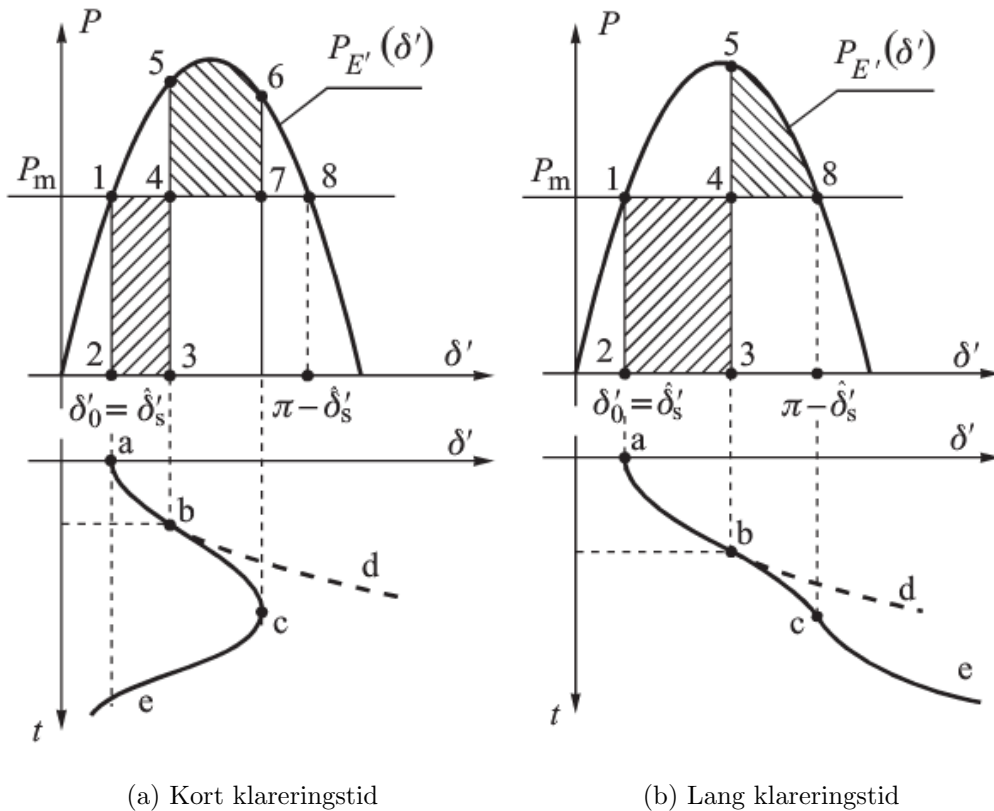 P
5
6
P_{E'}(δ')
P_m
1
4
7
8
2
3
δ'
δ'_0 = δ̂'_s
π − δ̂'_s
a
δ'
b
d
c
e
t
(a) Kort klareringstid
P
5
P_{E'}(δ')
P_m
1
4
8
2
3
δ'
δ'_0 = δ̂'_s
π − δ̂'_s
a
δ'
b
d
c
e
t
(b) Lang klareringstid